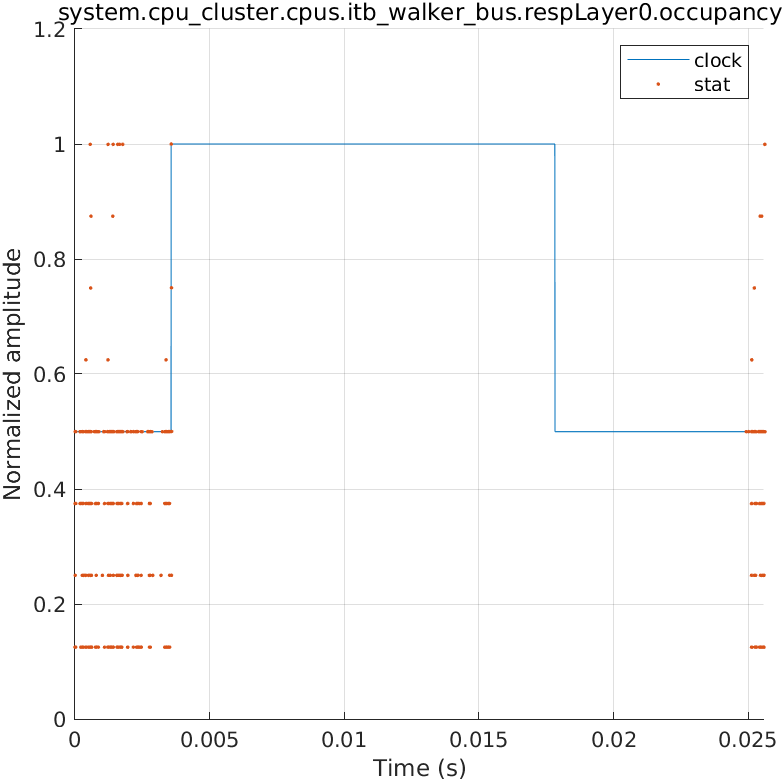 system.cpu_cluster.cpus.itb_walker_bus.respLayer0.occupancy
1.2
1
0.8
0.6
0.4
0.2
0
clock
stat
Normalized amplitude
0 0.005 0.01 0.015 0.02 0.025
Time (s)